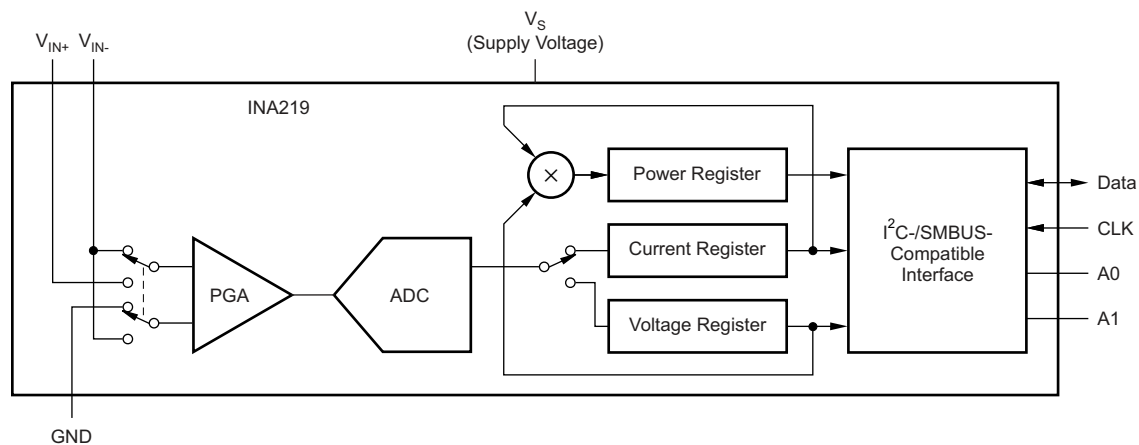 V_S
(Supply Voltage)
V_IN+
V_IN-
INA219
×
Power Register
Data
CLK
Current Register
I²C-/SMBUS-
Compatible
Interface
A0
PGA
ADC
Voltage Register
A1
GND